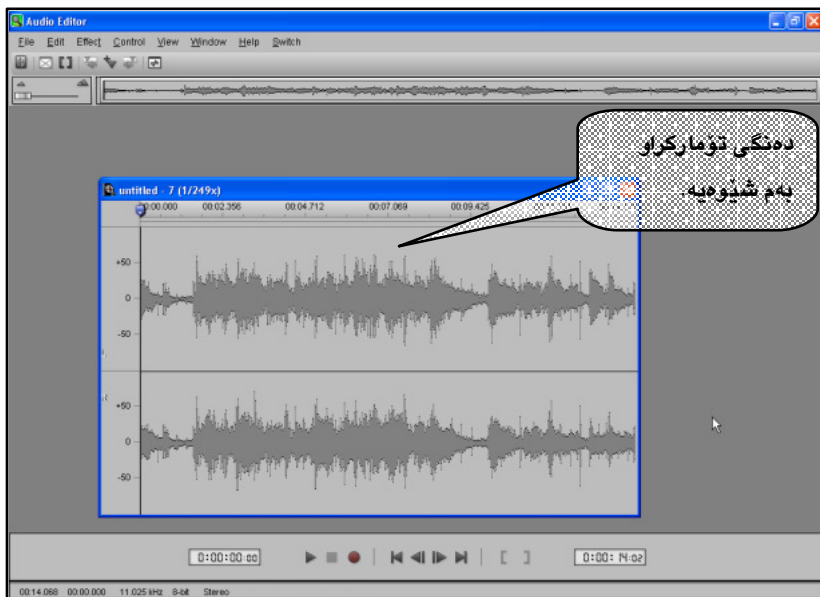 Audio Editor
File Edit Effect Control View Window Help Switch
دەنگی تۆمارکراو
بەم شێوەیە.
untitled - 7 (1/249x)
00:00.000 00:02.356 00:04.712 00:07.069 00:09.425
+50
0
-50
+50
0
-50
0:00:00:00 0:00:14:02
00:14.068 00:00.000 11.025 kHz 8-bit Stereo